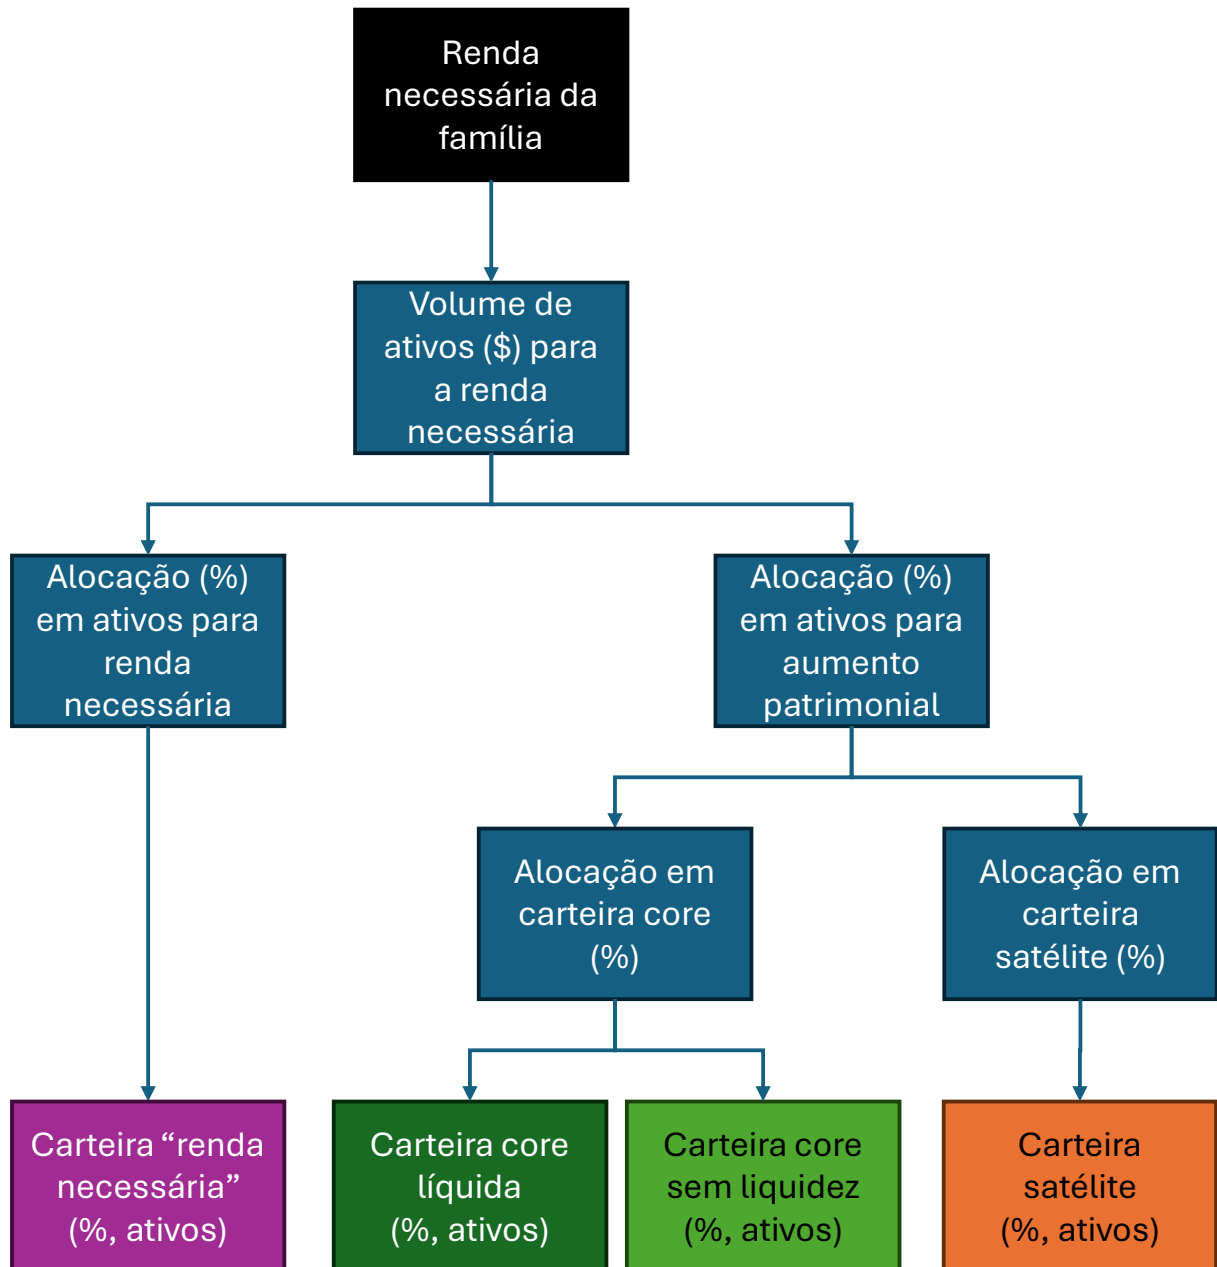 Renda
necessária da
família
Volume de
ativos ($) para
a renda
necessária
Alocação (%)
em ativos para
renda
necessária
Alocação (%)
em ativos para
aumento
patrimonial
Alocação em
carteira core
(%)
Alocação em
carteira
satélite (%)
Carteira “renda
necessária”
(%, ativos)
Carteira core
líquida
(%, ativos)
Carteira core
sem liquidez
(%, ativos)
Carteira
satélite
(%, ativos)